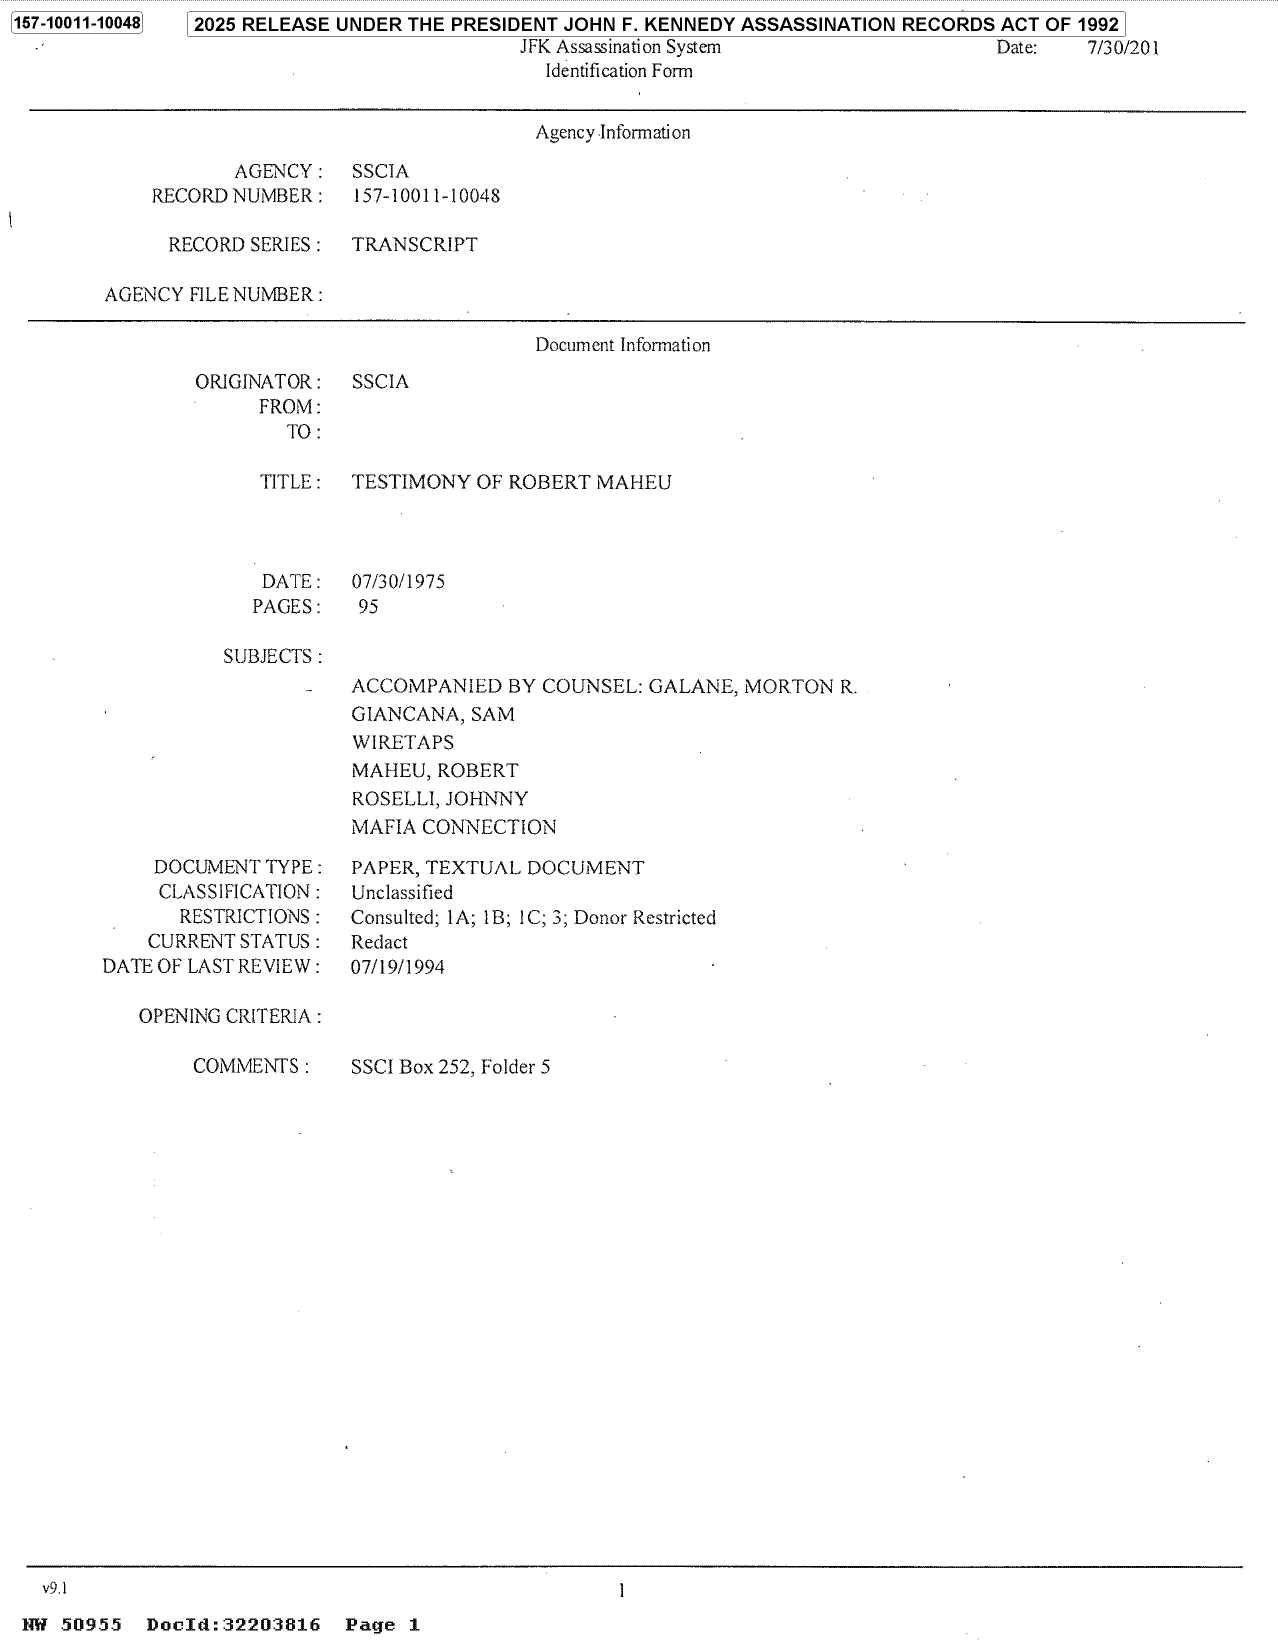 157-10011-10048
2025 RELEASE UNDER THE PRESIDENT JOHN F. KENNEDY ASSASSINATION RECORDS ACT OF 1992
JFK Assassination System
Date: 7/30/201
Identification Form
Agency Information
AGENCY : SSCIA
RECORD NUMBER : 157-10011-10048
RECORD SERIES : TRANSCRIPT
AGENCY FILE NUMBER :
Document Information
ORIGINATOR : SSCIA
FROM :
TO :
TITLE : TESTIMONY OF ROBERT MAHEU
DATE : 07/30/1975
PAGES : 95
SUBJECTS :
ACCOMPANIED BY COUNSEL: GALANE, MORTON R.
GIANCANA, SAM
WIRETAPS
MAHEU, ROBERT
ROSELLI, JOHNNY
MAFIA CONNECTION
DOCUMENT TYPE : PAPER, TEXTUAL DOCUMENT
CLASSIFICATION : Unclassified
RESTRICTIONS : Consulted; 1A; 1B; 1C; 3; Donor Restricted
CURRENT STATUS : Redact
DATE OF LAST REVIEW : 07/19/1994
OPENING CRITERIA :
COMMENTS : SSCI Box 252, Folder 5
v9.1
1
NW 50955 DocId:32203816 Page 1